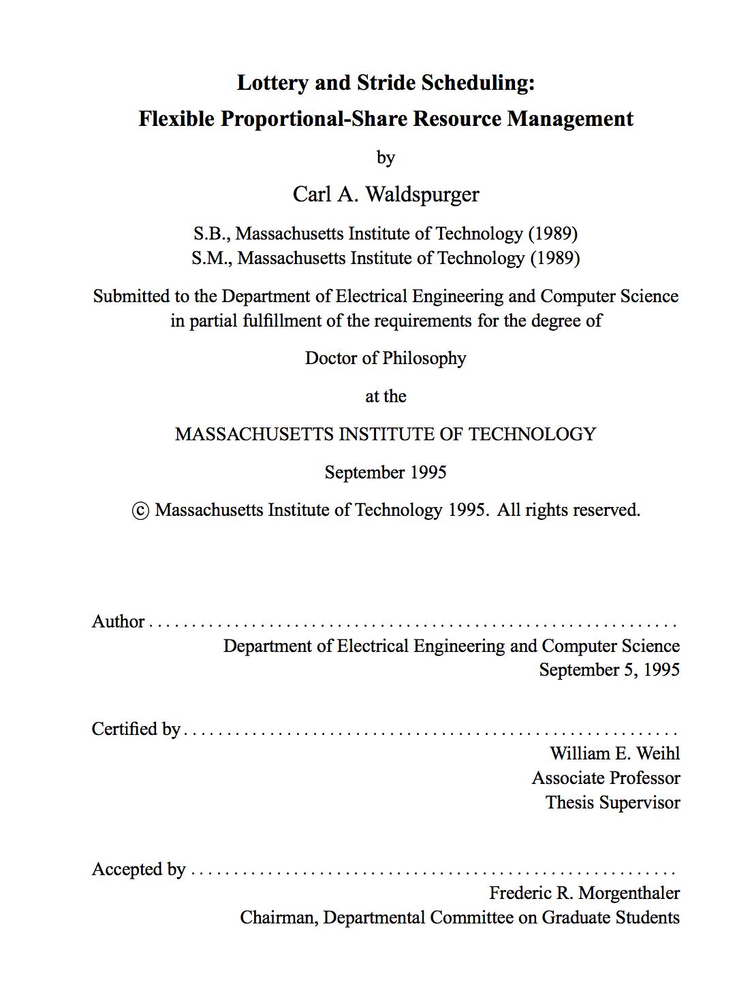 Lottery and Stride Scheduling:
Flexible Proportional-Share Resource Management
by
Carl A. Waldspurger
S.B., Massachusetts Institute of Technology (1989)
S.M., Massachusetts Institute of Technology (1989)
Submitted to the Department of Electrical Engineering and Computer Science
in partial fulfillment of the requirements for the degree of
Doctor of Philosophy
at the
MASSACHUSETTS INSTITUTE OF TECHNOLOGY
September 1995
© Massachusetts Institute of Technology 1995. All rights reserved.
Author . . . . . . . . . . . . . . . . . . . . . . . . . . . . . . . . . . . . . . . . . . . . . . . . . . . . . . . . . . . . . .
Department of Electrical Engineering and Computer Science
September 5, 1995
Certified by . . . . . . . . . . . . . . . . . . . . . . . . . . . . . . . . . . . . . . . . . . . . . . . . . . . . . . . . . .
William E. Weihl
Associate Professor
Thesis Supervisor
Accepted by . . . . . . . . . . . . . . . . . . . . . . . . . . . . . . . . . . . . . . . . . . . . . . . . . . . . . . . . .
Frederic R. Morgenthaler
Chairman, Departmental Committee on Graduate Students